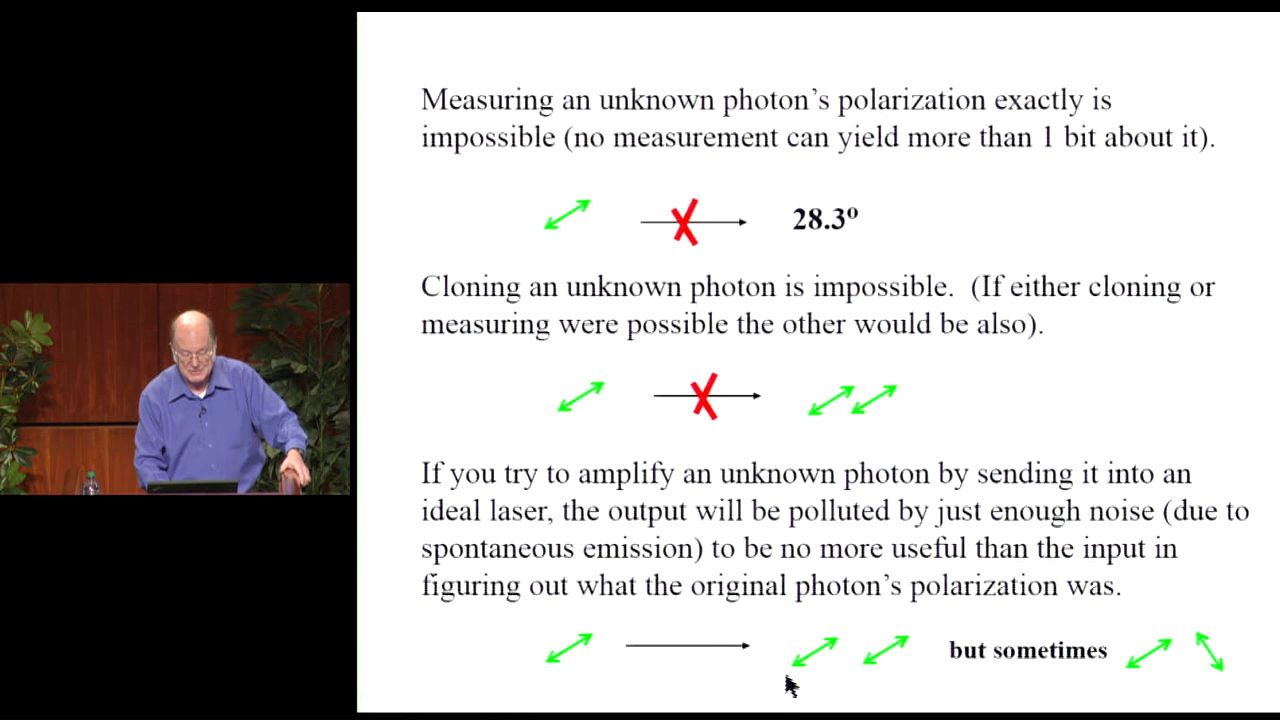 Measuring an unknown photon’s polarization exactly is
impossible (no measurement can yield more than 1 bit about it).
28.3º
Cloning an unknown photon is impossible.  (If either cloning or
measuring were possible the other would be also).
If you try to amplify an unknown photon by sending it into an
ideal laser, the output will be polluted by just enough noise (due to
spontaneous emission) to be no more useful than the input in
figuring out what the original photon’s polarization was.
but sometimes